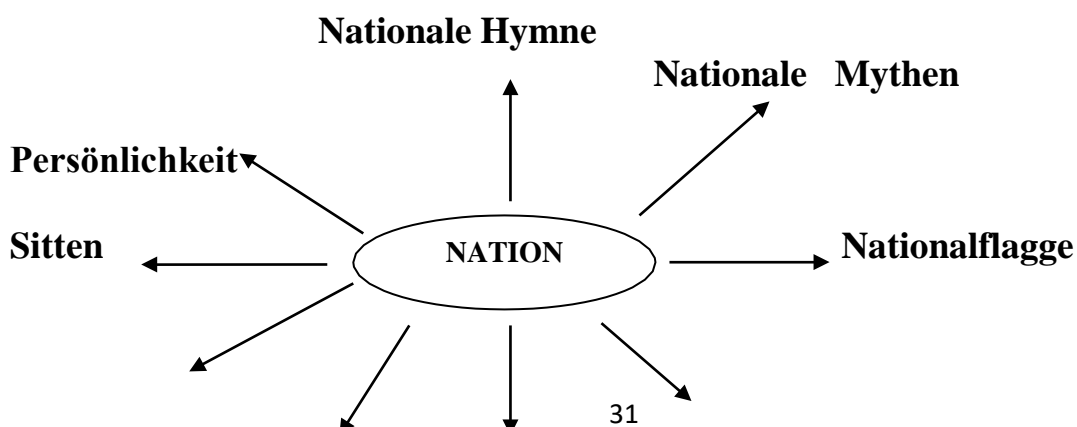 Nationale Hymne
Nationale Mythen
Persönlichkeit
Sitten
NATION
Nationalflagge
31